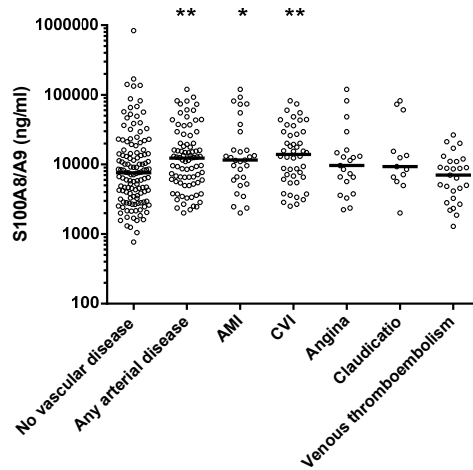 ** * **
1000000
100000
10000
1000
100
S100A8/A9 (ng/ml)
No vascular disease
Any arterial disease
AMI
CVI
Angina
Claudicatio
Venous thromboembolism